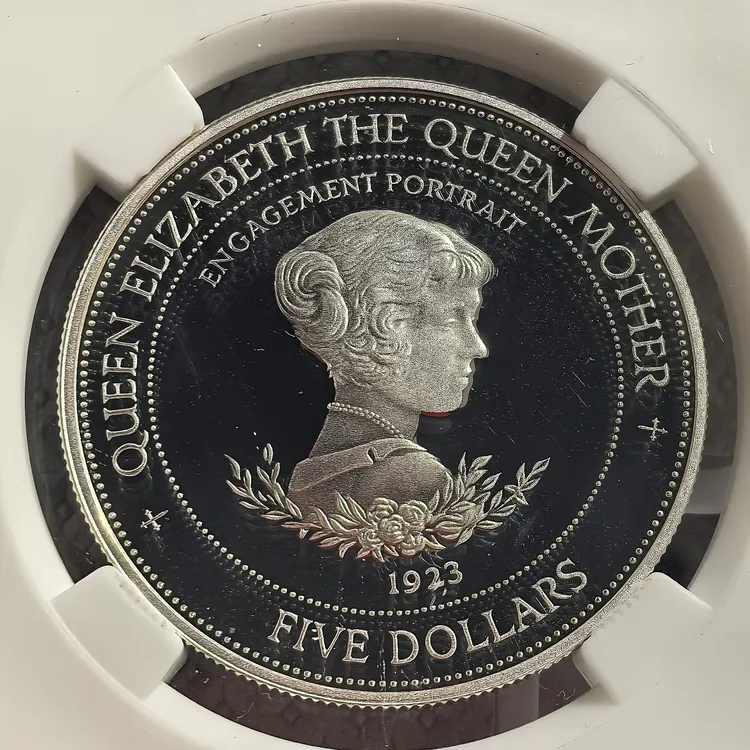 QUEEN ELIZABETH THE QUEEN MOTHER
ENGAGEMENT PORTRAIT
1923
FIVE DOLLARS